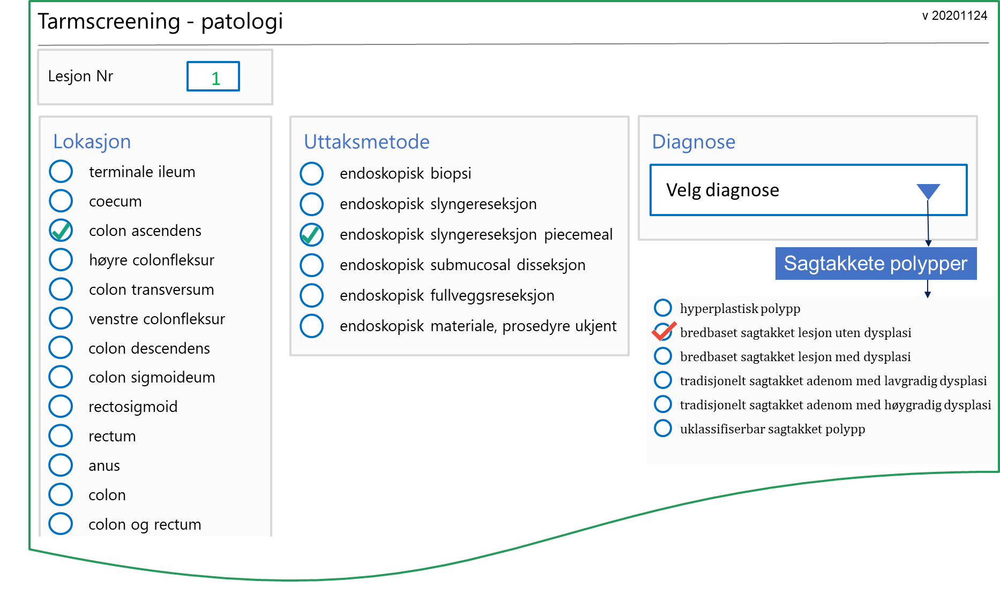 Tarmscreening - patologi
v 20201124
Lesjon Nr
1
Lokasjon
terminale ileum
coecum
colon ascendens
høyre colonfleksur
colon transversum
venstre colonfleksur
colon descendens
colon sigmoideum
rectosigmoid
rectum
anus
colon
colon og rectum
Uttaksmetode
endoskopisk biopsi
endoskopisk slyngereseksjon
endoskopisk slyngereseksjon piecemeal
endoskopisk submucosal disseksjon
endoskopisk fullveggsreseksjon
endoskopisk materiale, prosedyre ukjent
Diagnose
Velg diagnose
Sagtakkete polypper
hyperplastisk polypp
bredbaset sagtakket lesjon uten dysplasi
bredbaset sagtakket lesjon med dysplasi
tradisjonelt sagtakket adenom med lavgradig dysplasi
tradisjonelt sagtakket adenom med høygradig dysplasi
uklassifiserbar sagtakket polypp